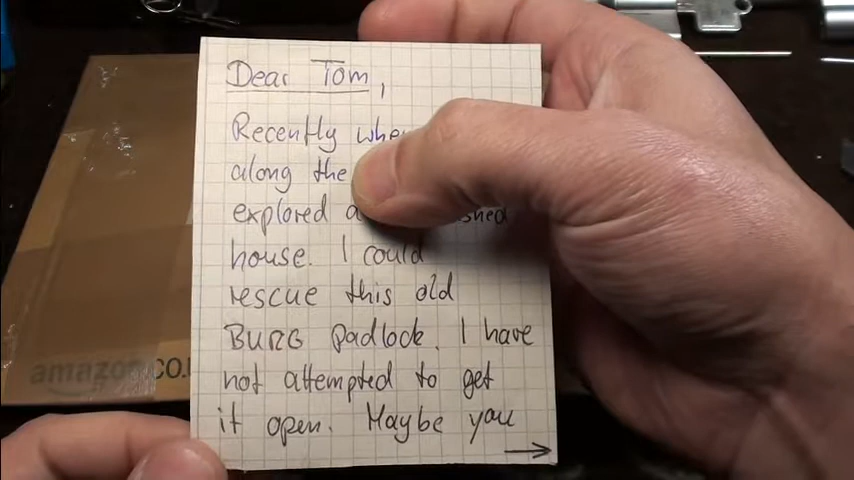 Dear Tom,
Recently whe
along the
explored a shed
house. I could
rescue this old
BURG padlock. I have
not attempted to get
it open. Maybe you
→
amazon.co.